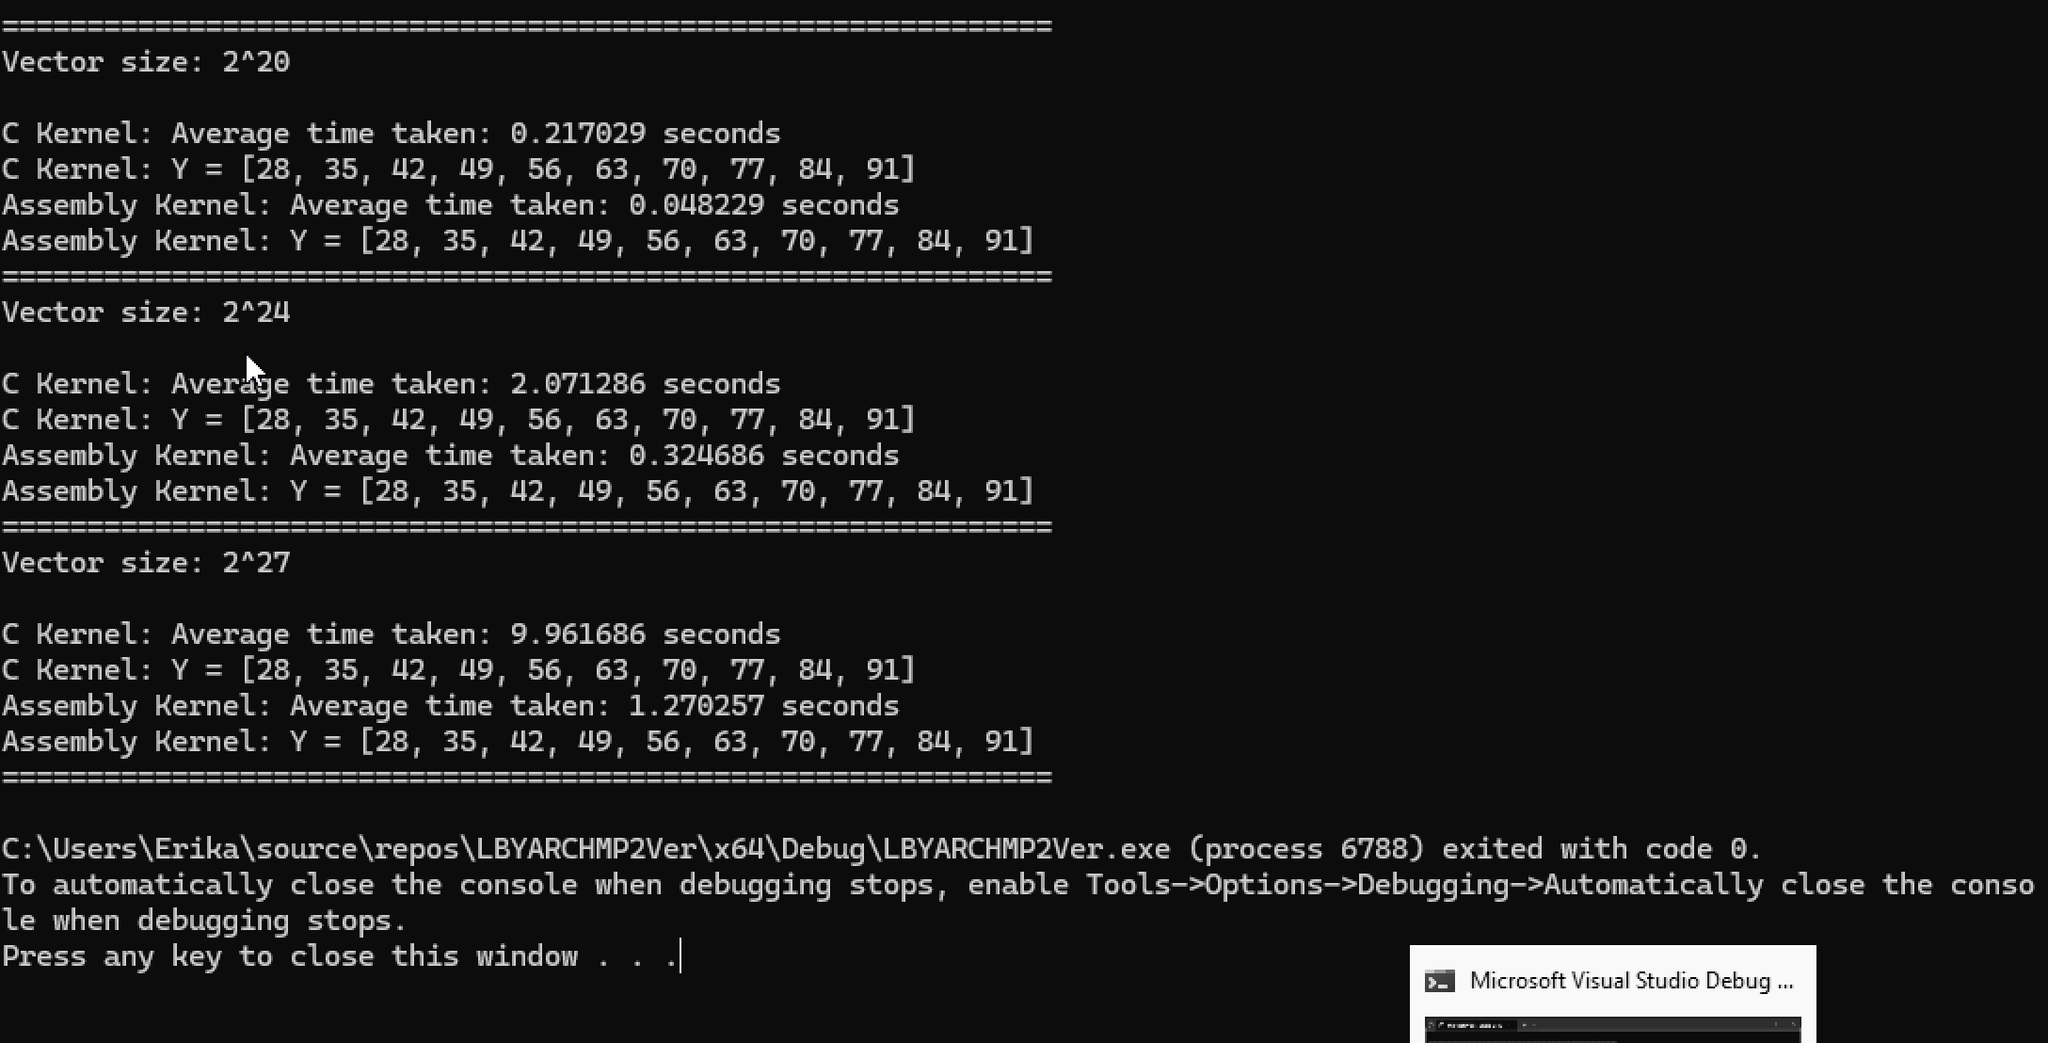 ==============================================================
Vector size: 2^20
C Kernel: Average time taken: 0.217029 seconds
C Kernel: Y = [28, 35, 42, 49, 56, 63, 70, 77, 84, 91]
Assembly Kernel: Average time taken: 0.048229 seconds
Assembly Kernel: Y = [28, 35, 42, 49, 56, 63, 70, 77, 84, 91]
==============================================================
Vector size: 2^24
C Kernel: Average time taken: 2.071286 seconds
C Kernel: Y = [28, 35, 42, 49, 56, 63, 70, 77, 84, 91]
Assembly Kernel: Average time taken: 0.324686 seconds
Assembly Kernel: Y = [28, 35, 42, 49, 56, 63, 70, 77, 84, 91]
==============================================================
Vector size: 2^27
C Kernel: Average time taken: 9.961686 seconds
C Kernel: Y = [28, 35, 42, 49, 56, 63, 70, 77, 84, 91]
Assembly Kernel: Average time taken: 1.270257 seconds
Assembly Kernel: Y = [28, 35, 42, 49, 56, 63, 70, 77, 84, 91]
==============================================================
C:\Users\Erika\source\repos\LBYARCHMP2Ver\x64\Debug\LBYARCHMP2Ver.exe (process 6788) exited with code 0.
To automatically close the console when debugging stops, enable Tools->Options->Debugging->Automatically close the conso
le when debugging stops.
Press any key to close this window . . .
Microsoft Visual Studio Debug ...